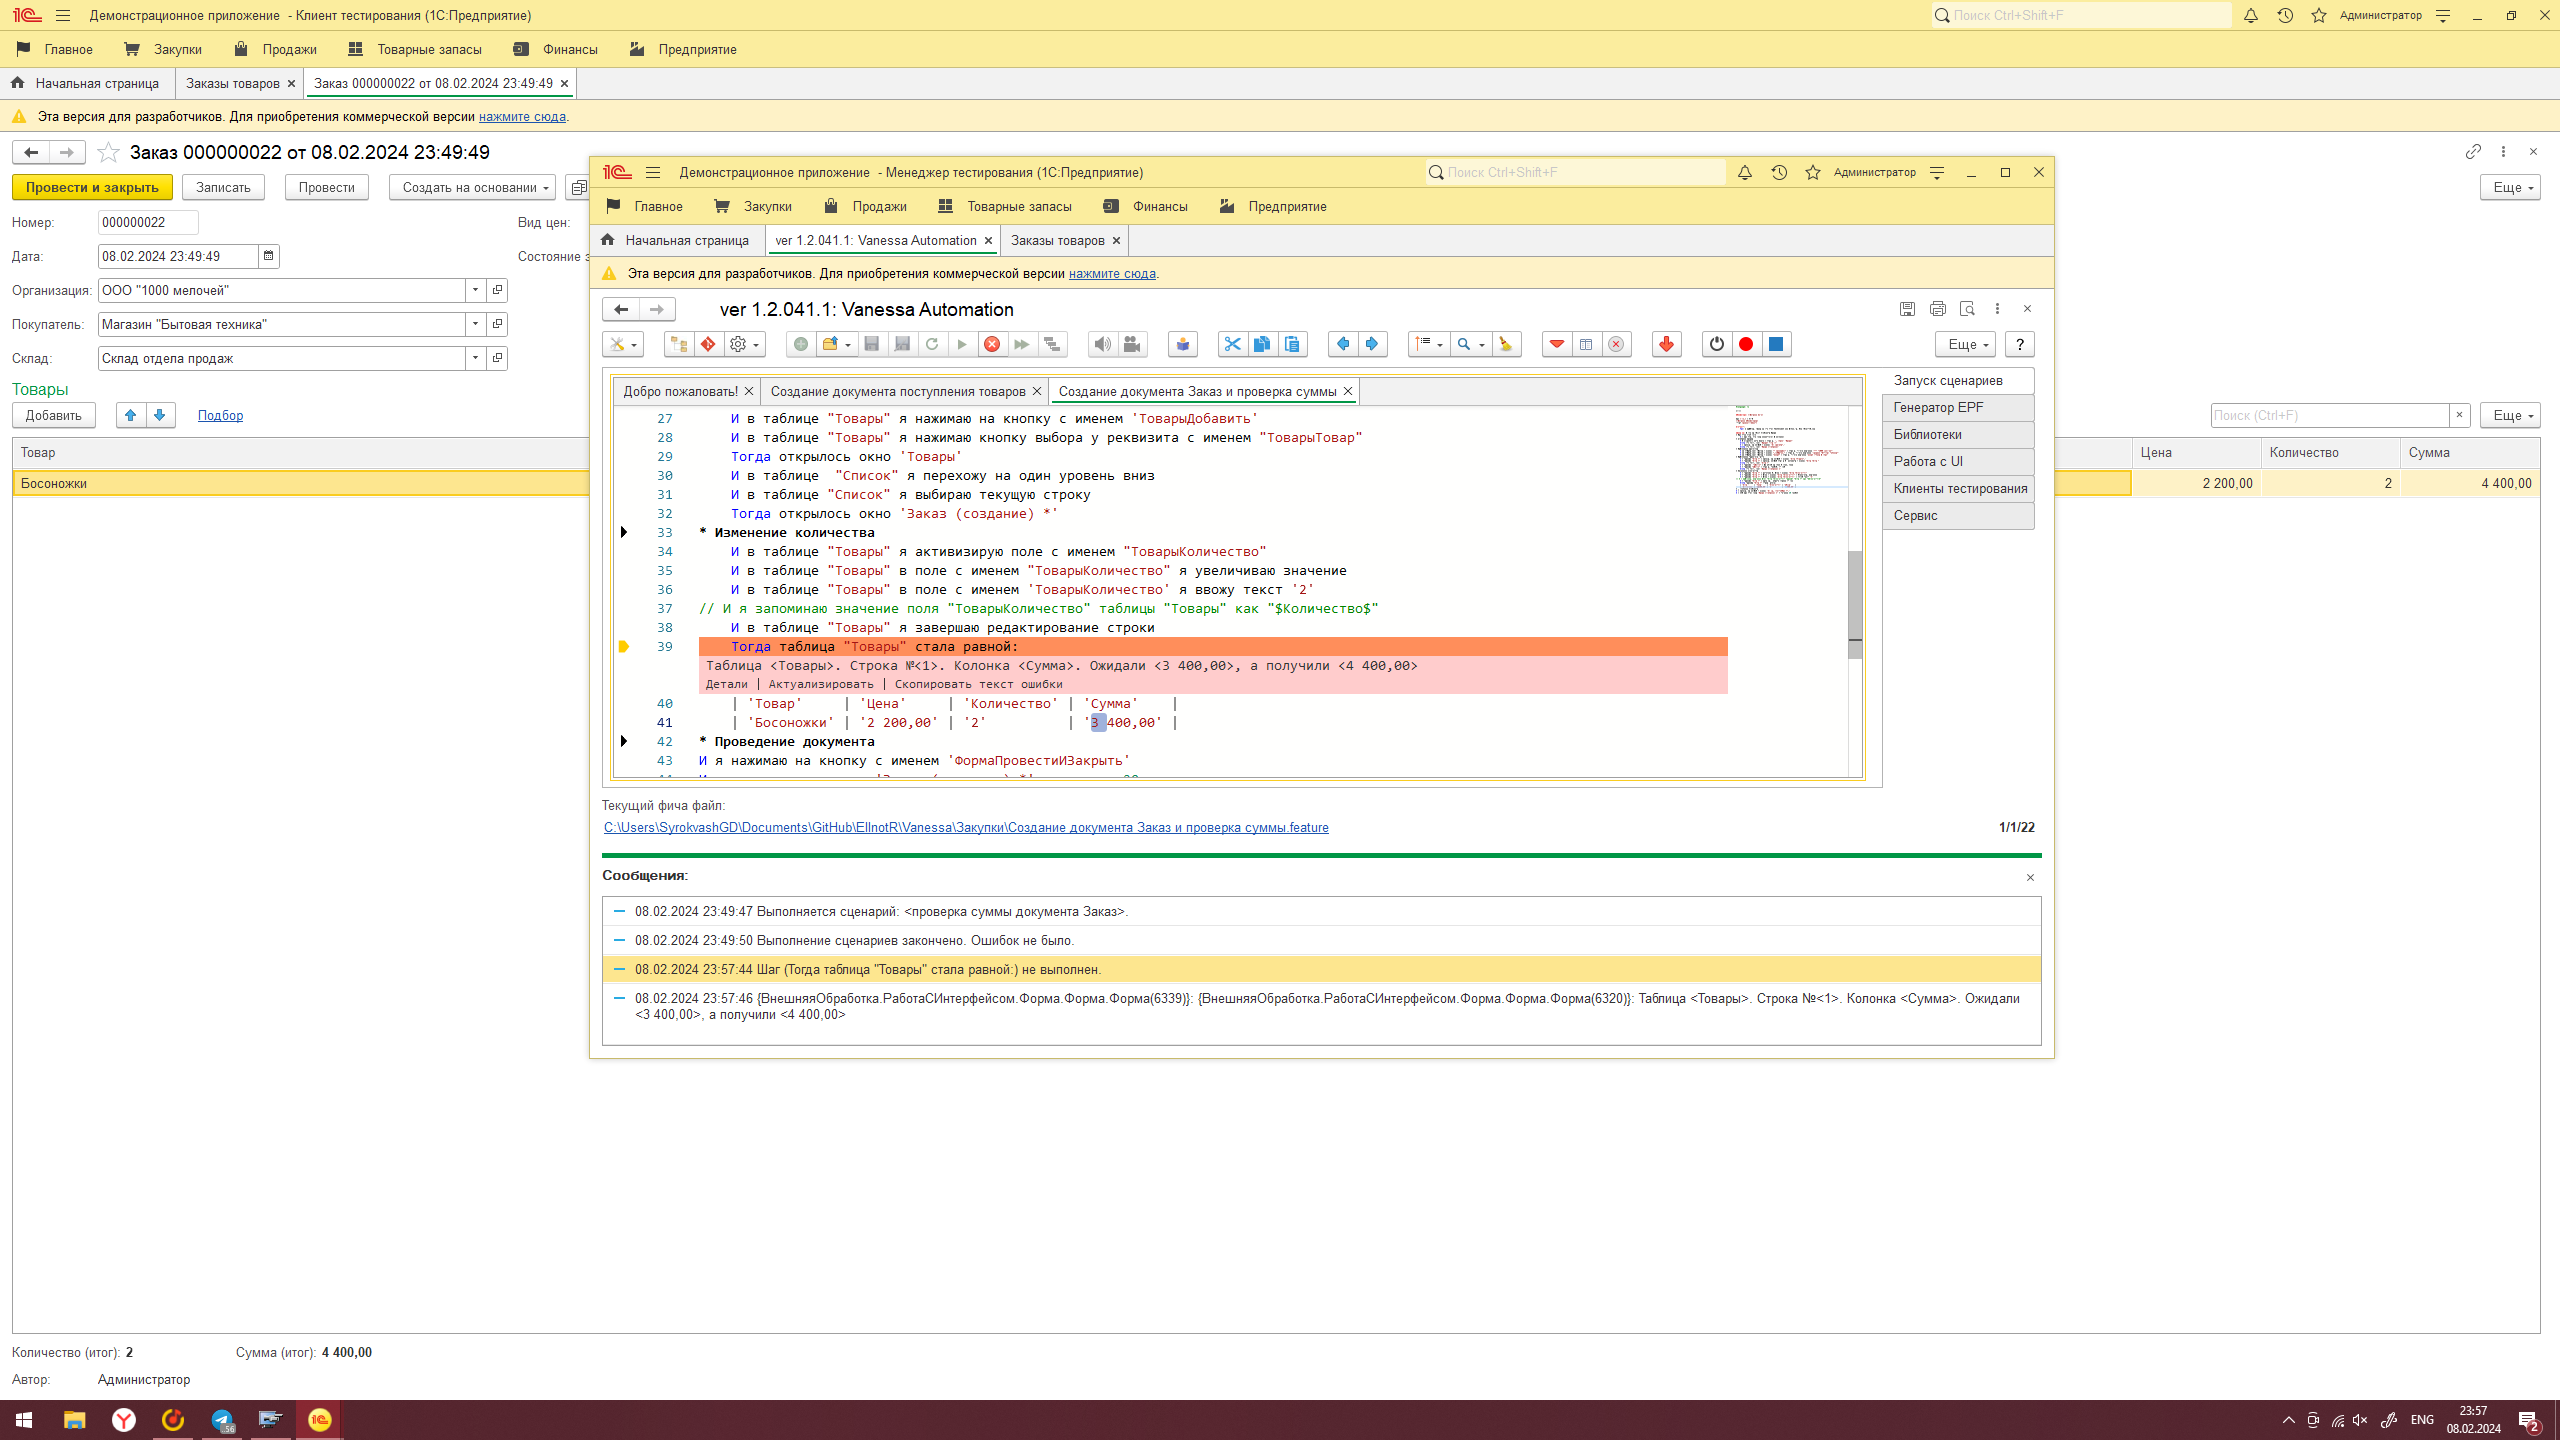 Демонстрационное приложение - Клиент тестирования (1С:Предприятие)
Поиск Ctrl+Shift+F
Администратор
Главное
Закупки
Продажи
Товарные запасы
Финансы
Предприятие
Начальная страница
Заказы товаров
Заказ 000000022 от 08.02.2024 23:49:49
Эта версия для разработчиков. Для приобретения коммерческой версии нажмите сюда.
Заказ 000000022 от 08.02.2024 23:49:49
Провести и закрыть
Записать
Провести
Создать на основании
Еще
Номер: 000000022
Вид цен:
Дата: 08.02.2024 23:49:49
Состояние з
Организация: ООО "1000 мелочей"
Покупатель: Магазин "Бытовая техника"
Склад: Склад отдела продаж
Товары
Добавить
Подбор
Поиск (Ctrl+F)
Еще
Товар
Цена
Количество
Сумма
Босоножки
2 200,00
2
4 400,00
Демонстрационное приложение - Менеджер тестирования (1С:Предприятие)
Поиск Ctrl+Shift+F
Администратор
Главное
Закупки
Продажи
Товарные запасы
Финансы
Предприятие
Начальная страница
ver 1.2.041.1: Vanessa Automation
Заказы товаров
Эта версия для разработчиков. Для приобретения коммерческой версии нажмите сюда.
ver 1.2.041.1: Vanessa Automation
Еще
?
Добро пожаловать!
Создание документа поступления товаров
Создание документа Заказ и проверка суммы
27 И в таблице "Товары" я нажимаю на кнопку с именем 'ТоварыДобавить'
28 И в таблице "Товары" я нажимаю кнопку выбора у реквизита с именем "ТоварыТовар"
29 Тогда открылось окно 'Товары'
30 И в таблице  "Список" я перехожу на один уровень вниз
31 И в таблице "Список" я выбираю текущую строку
32 Тогда открылось окно 'Заказ (создание) *'
33 * Изменение количества
34 И в таблице "Товары" я активизирую поле с именем "ТоварыКоличество"
35 И в таблице "Товары" в поле с именем "ТоварыКоличество" я увеличиваю значение
36 И в таблице "Товары" в поле с именем 'ТоварыКоличество' я ввожу текст '2'
37 // И я запоминаю значение поля "ТоварыКоличество" таблицы "Товары" как "$Количество$"
38 И в таблице "Товары" я завершаю редактирование строки
39 Тогда таблица "Товары" стала равной:
Таблица <Товары>. Строка №<1>. Колонка <Сумма>. Ожидали <3 400,00>, а получили <4 400,00>
Детали | Актуализировать | Скопировать текст ошибки
40 | 'Товар' | 'Цена' | 'Количество' | 'Сумма' |
41 | 'Босоножки' | '2 200,00' | '2' | '3 400,00' |
42 * Проведение документа
43 И я нажимаю на кнопку с именем 'ФормаПровестиИЗакрыть'
Запуск сценариев
Генератор EPF
Библиотеки
Работа с UI
Клиенты тестирования
Сервис
Текущий фича файл:
C:\Users\SyrokvashGD\Documents\GitHub\EllnotR\Vanessa\Закупки\Создание документа Заказ и проверка суммы.feature
1/1/22
Сообщения:
08.02.2024 23:49:47 Выполняется сценарий: <проверка суммы документа Заказ>.
08.02.2024 23:49:50 Выполнение сценариев закончено. Ошибок не было.
08.02.2024 23:57:44 Шаг (Тогда таблица "Товары" стала равной:) не выполнен.
08.02.2024 23:57:46 {ВнешняяОбработка.РаботаСИнтерфейсом.Форма.Форма.Форма(6339)}: {ВнешняяОбработка.РаботаСИнтерфейсом.Форма.Форма.Форма(6320)}: Таблица <Товары>. Строка №<1>. Колонка <Сумма>. Ожидали
<3 400,00>, а получили <4 400,00>
Количество (итог): 2
Сумма (итог): 4 400,00
Автор: Администратор
56
ENG
23:57
08.02.2024
2